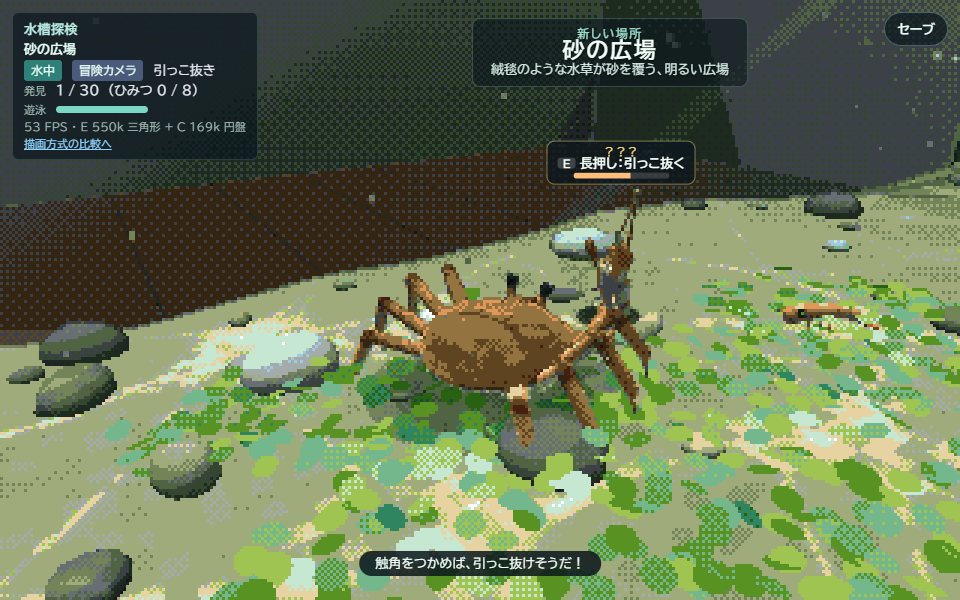 水槽探検
砂の広場
水中 冒険カメラ 引っこ抜き
発見 1 / 30（ひみつ 0 / 8）
遊泳
53 FPS・E 550k 三角形 + C 169k 円盤
描画方式の比較へ
新しい場所
砂の広場
絨毯のような水草が砂を覆う、明るい広場
セーブ
???
E 長押し:引っこ抜く
触角をつかめば、引っこ抜けそうだ！